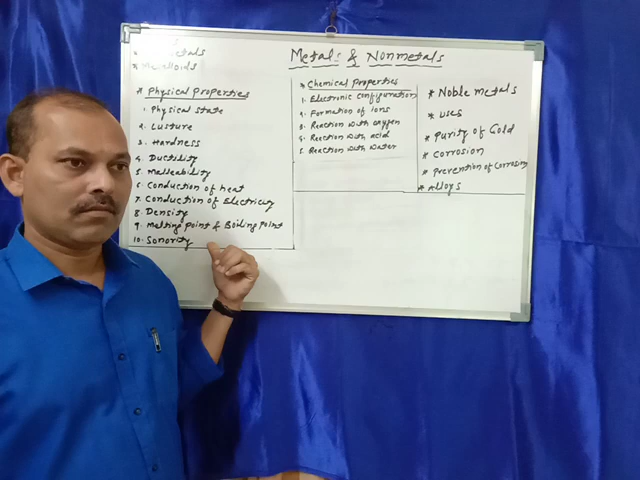 Metals & Nonmetals
* Metalloids
* Physical Properties
1. Physical state
2. Lusture
3. Hardness
4. Ductility
5. Malleability
6. Conduction of heat
7. Conduction of Electricity
8. Density
9. Melting point & Boiling Point
10. Sonority
* Chemical Properties
1. Electronic configuration
2. Formation of ions
3. Reaction with oxygen
4. Reaction with acid
5. Reaction with water
* Noble metals
* uses
* Purity of Gold
* Corrosion
* Prevention of Corrosion
* Alloys